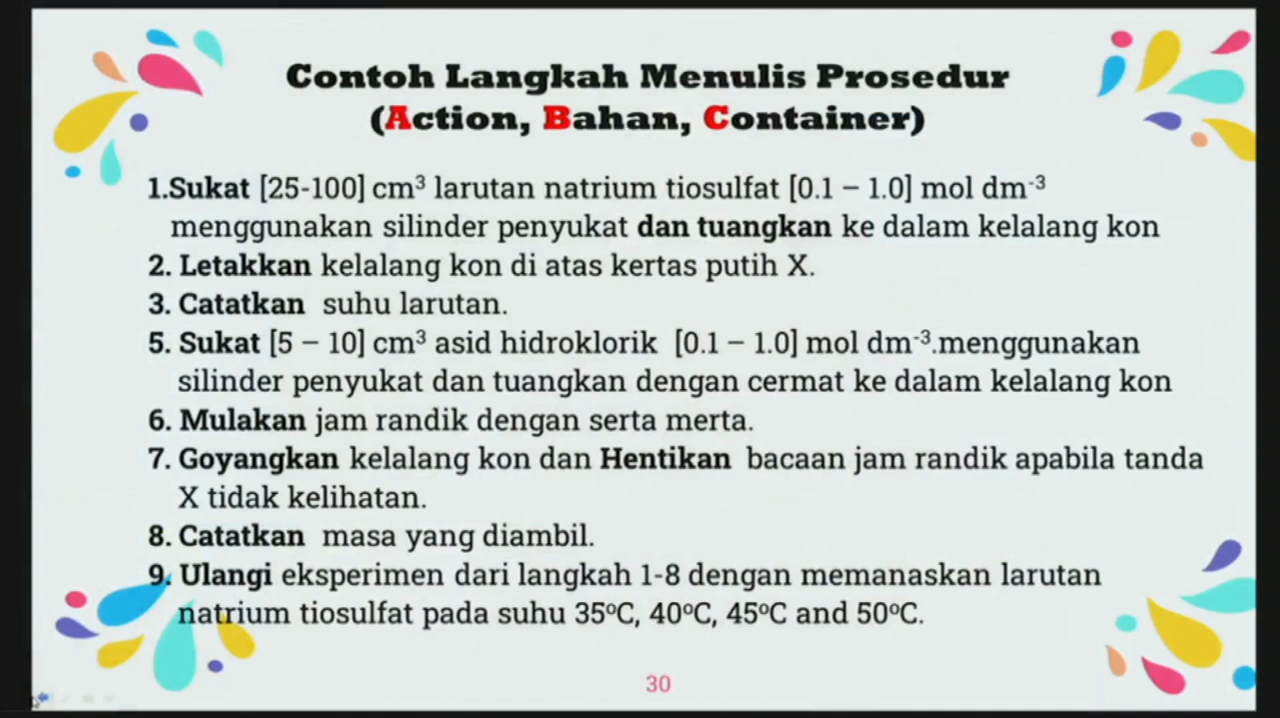 Contoh Langkah Menulis Prosedur
(Action, Bahan, Container)
1.Sukat [25-100] cm³ larutan natrium tiosulfat [0.1 – 1.0] mol dm⁻³
menggunakan silinder penyukat dan tuangkan ke dalam kelalang kon
2. Letakkan kelalang kon di atas kertas putih X.
3. Catatkan suhu larutan.
5. Sukat [5 – 10] cm³ asid hidroklorik [0.1 – 1.0] mol dm⁻³.menggunakan
silinder penyukat dan tuangkan dengan cermat ke dalam kelalang kon
6. Mulakan jam randik dengan serta merta.
7. Goyangkan kelalang kon dan Hentikan bacaan jam randik apabila tanda
X tidak kelihatan.
8. Catatkan masa yang diambil.
9. Ulangi eksperimen dari langkah 1-8 dengan memanaskan larutan
natrium tiosulfat pada suhu 35⁰C, 40⁰C, 45⁰C and 50⁰C.
30